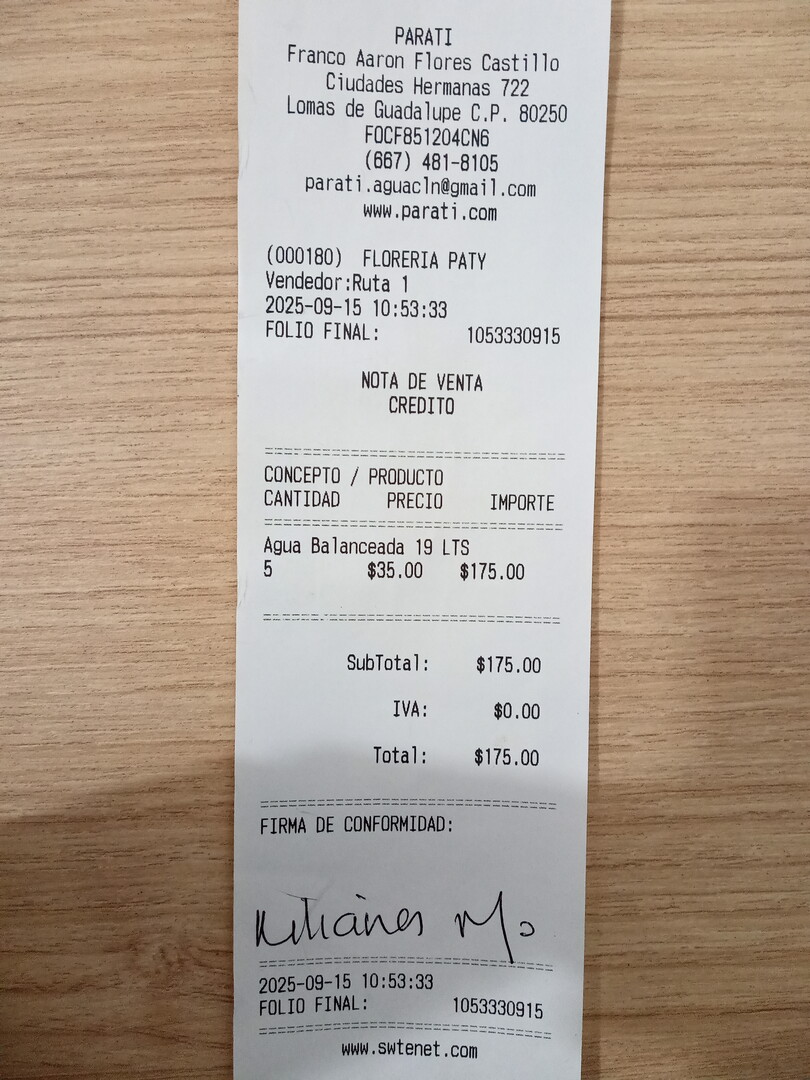 PARATI
Franco Aaron Flores Castillo
Ciudades Hermanas 722
Lomas de Guadalupe C.P. 80250
FOCF851204CN6
(667) 481-8105
parati.aguacln@gmail.com
www.parati.com
(000180) FLORERIA PATY
Vendedor:Ruta 1
2025-09-15 10:53:33
FOLIO FINAL: 1053330915
NOTA DE VENTA
CREDITO
CONCEPTO / PRODUCTO
CANTIDAD PRECIO IMPORTE
Agua Balanceada 19 LTS
5 $35.00 $175.00
SubTotal: $175.00
IVA: $0.00
Total: $175.00
FIRMA DE CONFORMIDAD:
2025-09-15 10:53:33
FOLIO FINAL: 1053330915
www.swtenet.com